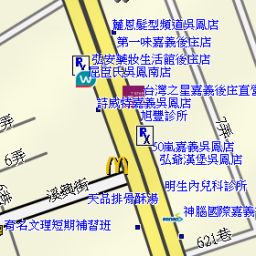 麗恩髮型頻道吳鳳店
第一味嘉義後庄店
弘安藥妝生活館後庄店
屈臣氏吳鳳南店
台灣之星嘉義後庄直營
詩威特嘉義吳鳳店
旭豐診所
50嵐嘉義吳鳳店
弘爺漢堡吳鳳店
7弄
6弄
溪興街
明生內兒科診所
天品排骨酥湯
神腦國際嘉義
6弄
有名文理短期補習班
621巷